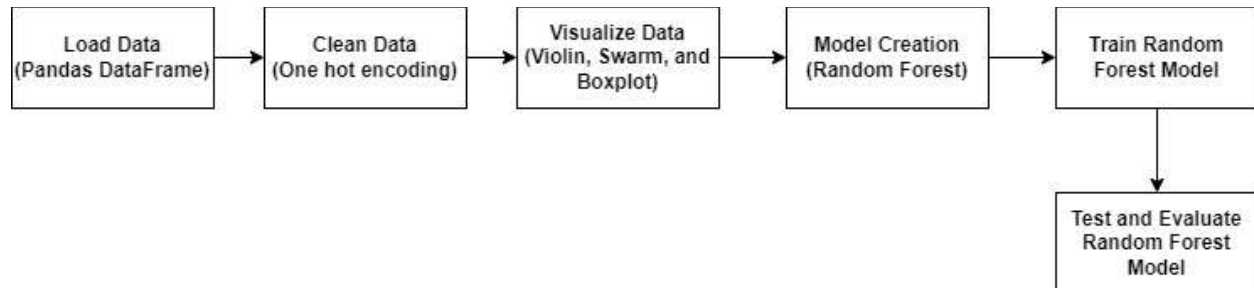 Load Data
(Pandas DataFrame)
Clean Data
(One hot encoding)
Visualize Data
(Violin, Swarm, and
Boxplot)
Model Creation
(Random Forest)
Train Random
Forest Model
Test and Evaluate
Random Forest
Model